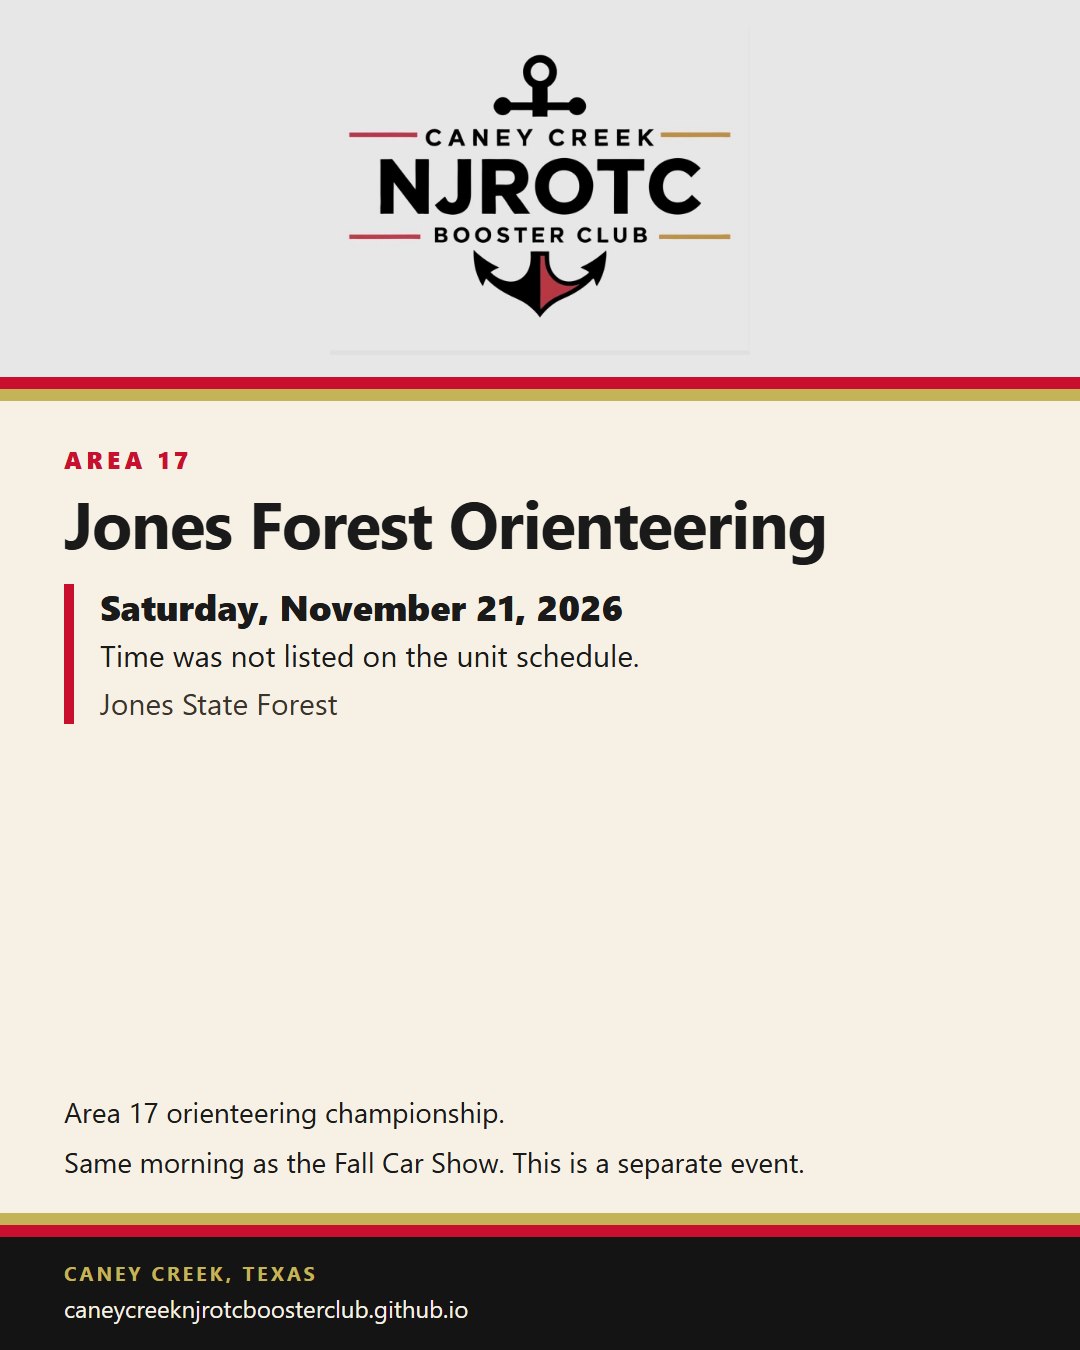 CANEY CREEK
NJROTC
BOOSTER CLUB
AREA 17
Jones Forest Orienteering
Saturday, November 21, 2026
Time was not listed on the unit schedule.
Jones State Forest
Area 17 orienteering championship.
Same morning as the Fall Car Show. This is a separate event.
CANEY CREEK, TEXAS
caneycreeknjrotcboosterclub.github.io